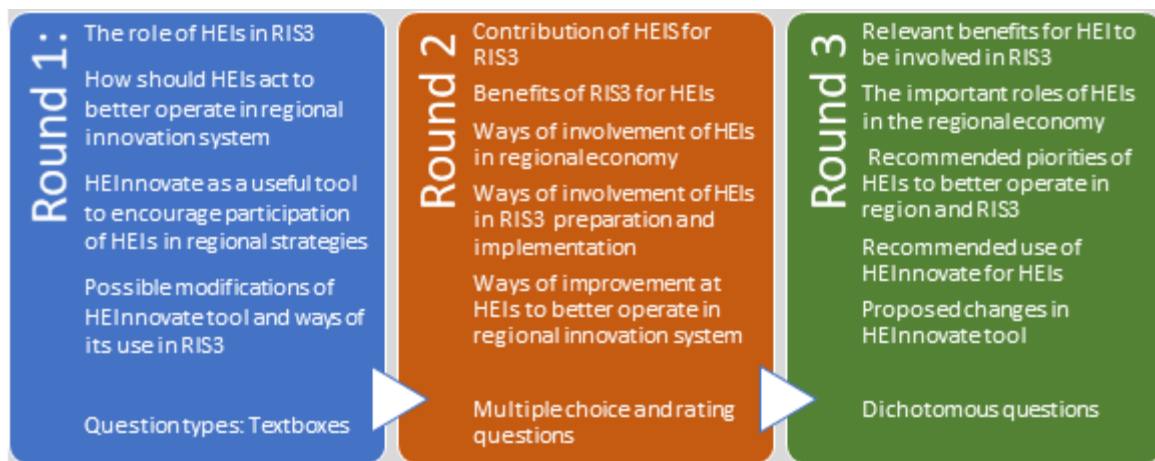 Round 1:
The role of HEIs in RIS3
How should HEIs act to
better operate in regional
innovation system
HEInnovate as a useful tool
to encourage participation
of HEIs in regional strategies
Possible modifications of
HEInnovate tool and ways of
its use in RIS3
Question types: Textboxes
Round 2
Contribution of HEIS for
RIS3
Benefits of RIS3 for HEIs
Ways of involvement of HEIs
in regional economy
Ways of involvement of HEIs
in RIS3 preparation and
implementation
Ways of improvement at
HEIs to better operate in
regional innovation system
Multiple choice and rating
questions
Round 3
Relevant benefits for HEI to
be involved in RIS3
The important roles of HEIs
in the regional economy
Recommended piorities of
HEIs to better operate in
region and RIS3
Recommended use of
HEInnovate for HEIs
Proposed changes in
HEInnovate tool
Dichotomous questions